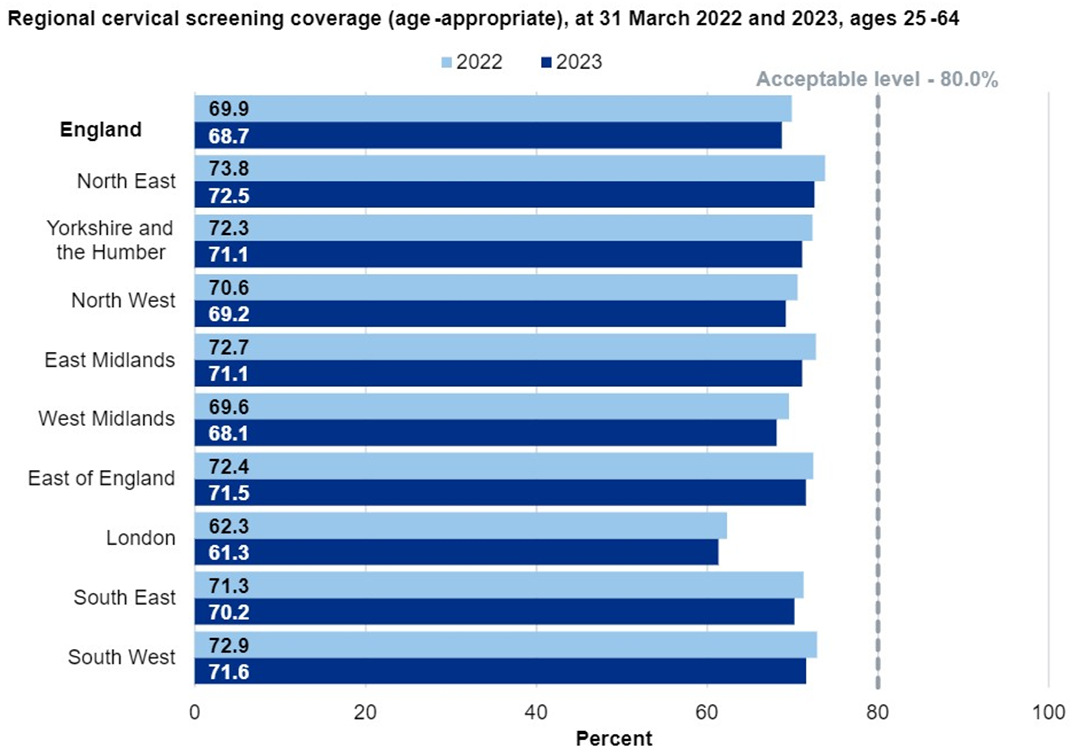 Regional cervical screening coverage (age-appropriate), at 31 March 2022 and 2023, ages 25-64
2022 2023
Acceptable level - 80.0%
England
69.9
68.7
North East
73.8
72.5
Yorkshire and
the Humber
72.3
71.1
North West
70.6
69.2
East Midlands
72.7
71.1
West Midlands
69.6
68.1
East of England
72.4
71.5
London
62.3
61.3
South East
71.3
70.2
South West
72.9
71.6
0 20 40 60 80 100
Percent